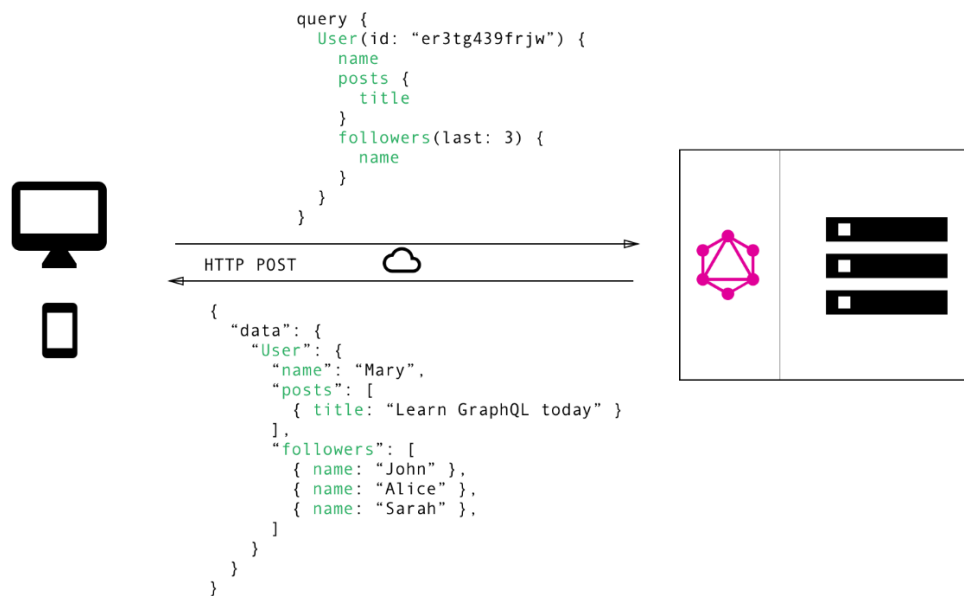 query {
  User(id: “er3tg439frjw”) {
    name
    posts {
      title
    }
    followers(last: 3) {
      name
    }
  }
}
HTTP POST
{
  “data”: {
    “User”: {
      “name”: “Mary”,
      “posts”: [
        { title: “Learn GraphQL today” }
      ],
      “followers”: [
        { name: “John” },
        { name: “Alice” },
        { name: “Sarah” },
      ]
    }
  }
}